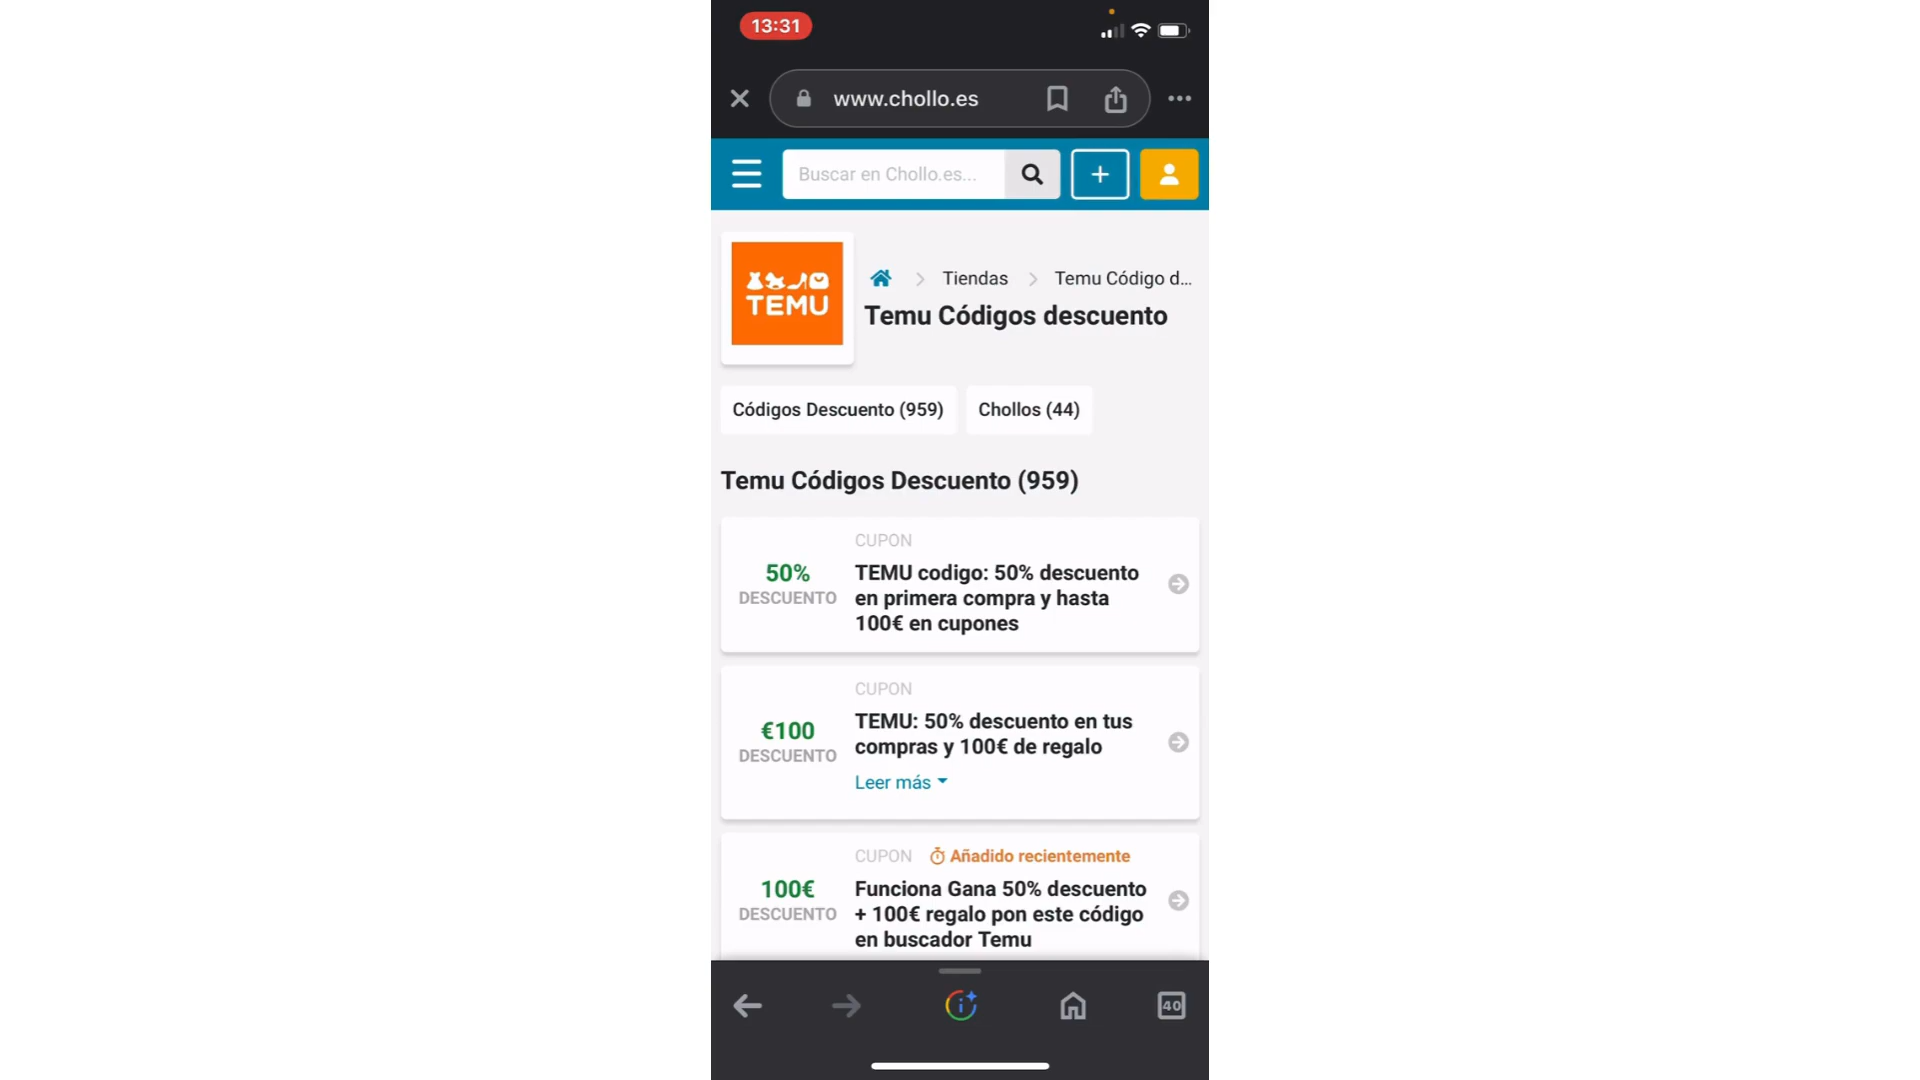 13:31
www.chollo.es
Buscar en Chollo.es...
TEMU
Tiendas
Temu Código d...
Temu Códigos descuento
Códigos Descuento (959)
Chollos (44)
Temu Códigos Descuento (959)
CUPON
50%
DESCUENTO
TEMU codigo: 50% descuento
en primera compra y hasta
100€ en cupones
CUPON
€100
DESCUENTO
TEMU: 50% descuento en tus
compras y 100€ de regalo
Leer más
CUPON
Añadido recientemente
100€
DESCUENTO
Funciona Gana 50% descuento
+ 100€ regalo pon este código
en buscador Temu
40